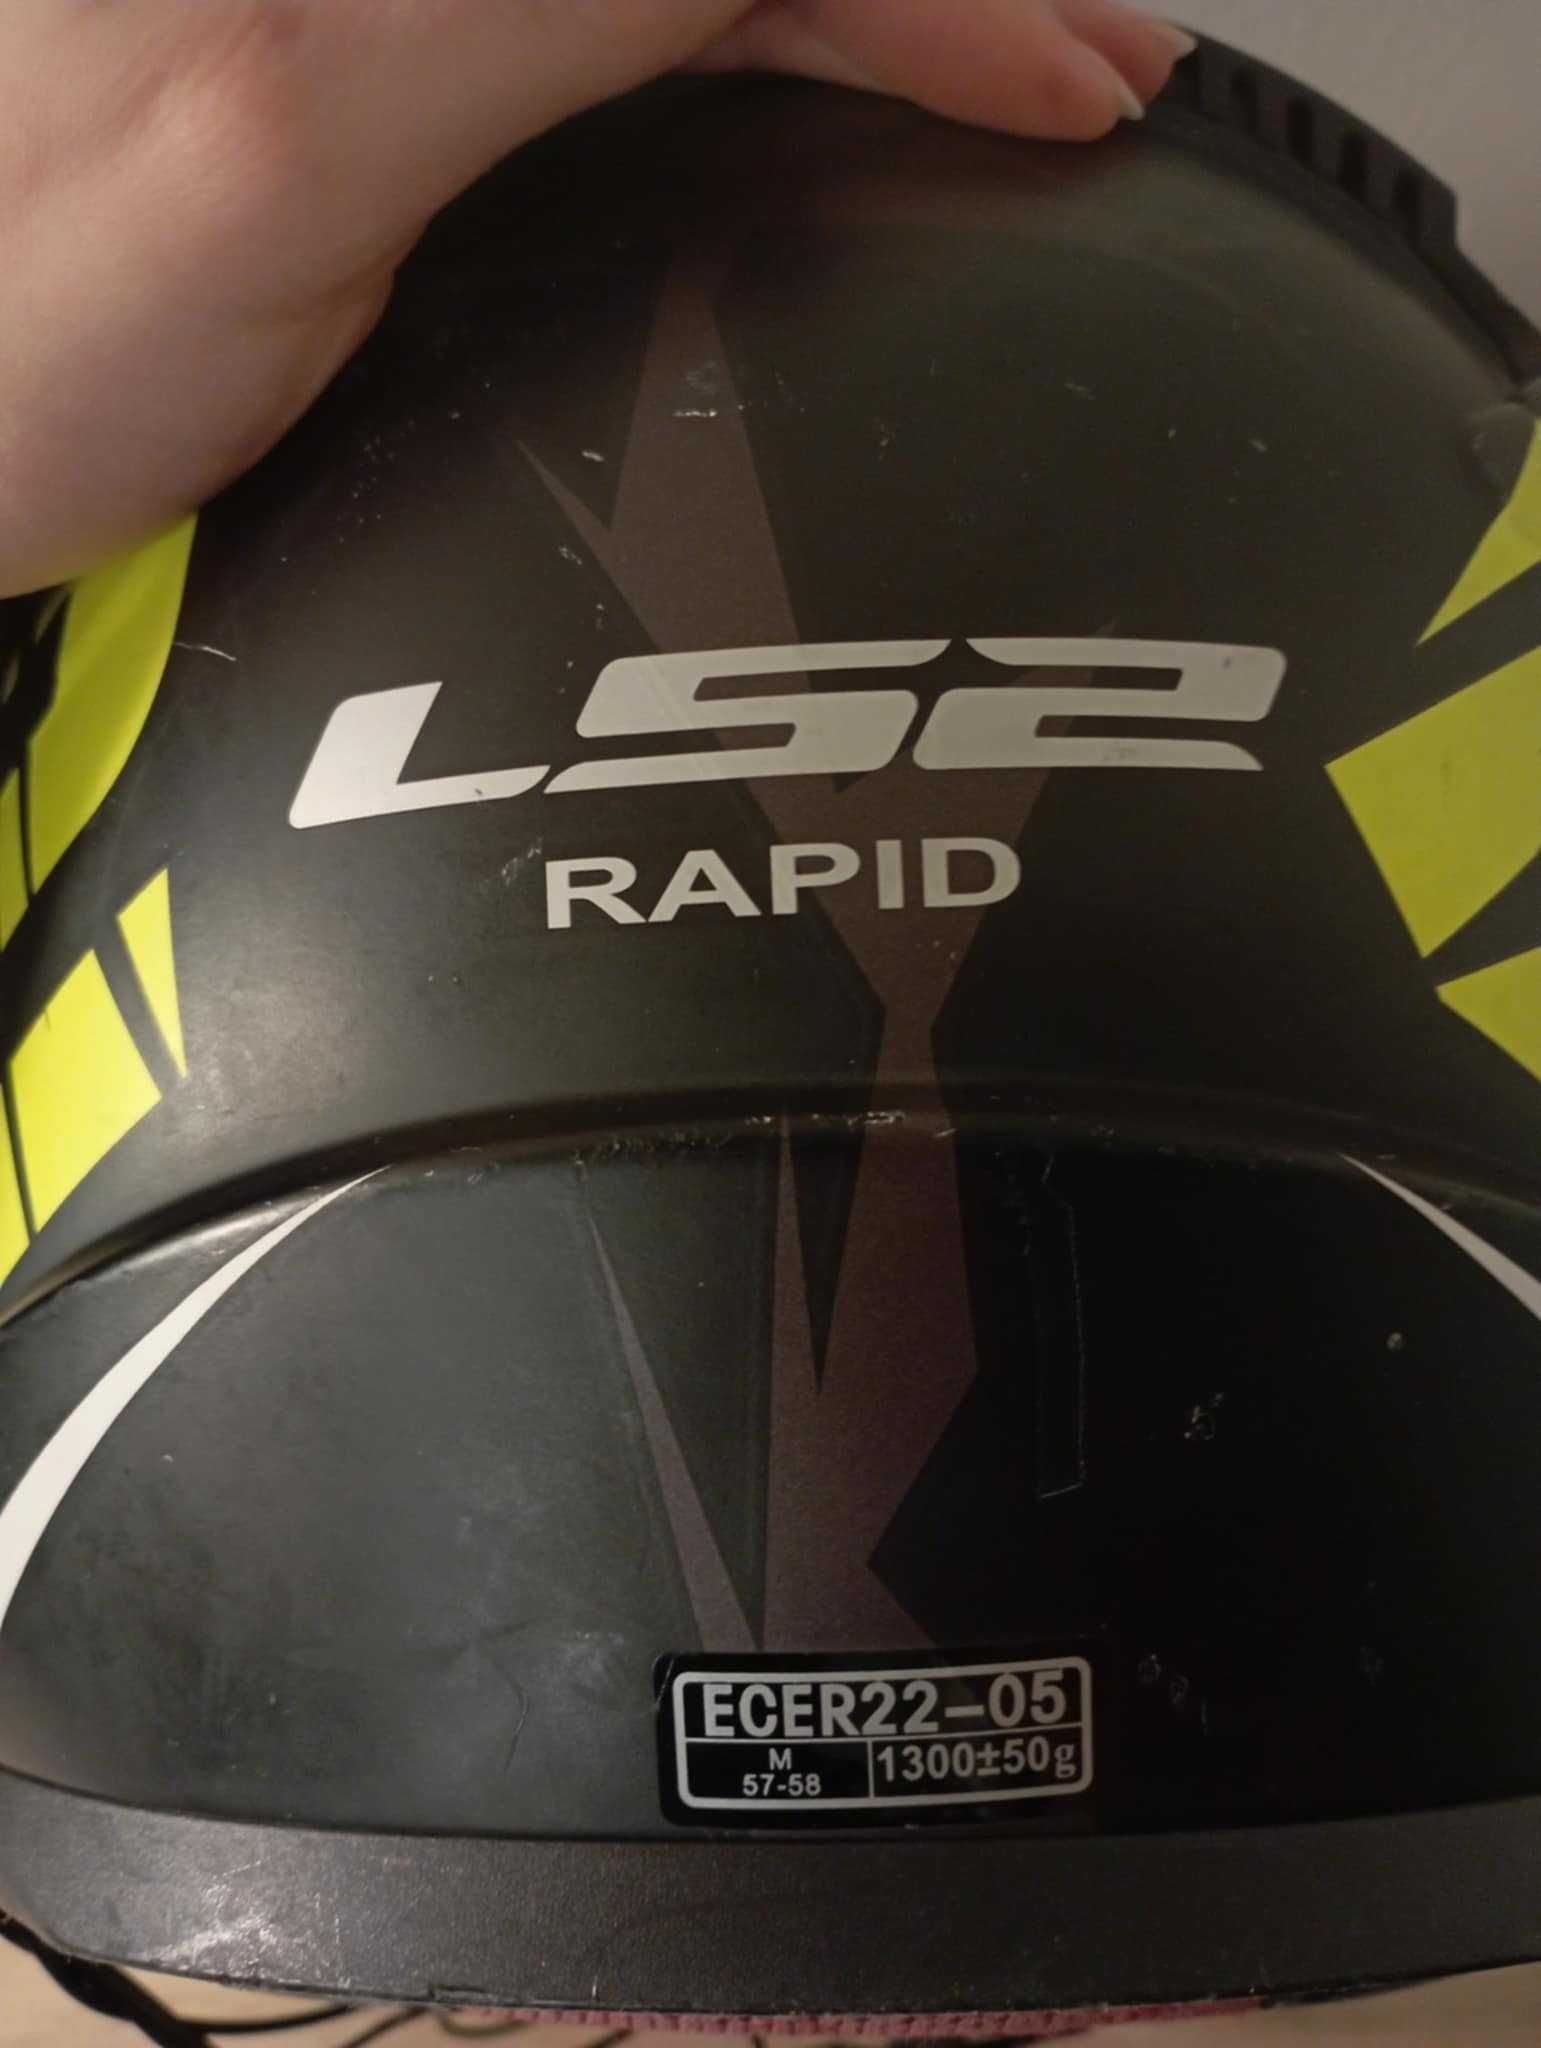 LS2
RAPID
ECER22-05
M
57-58
1300±50g